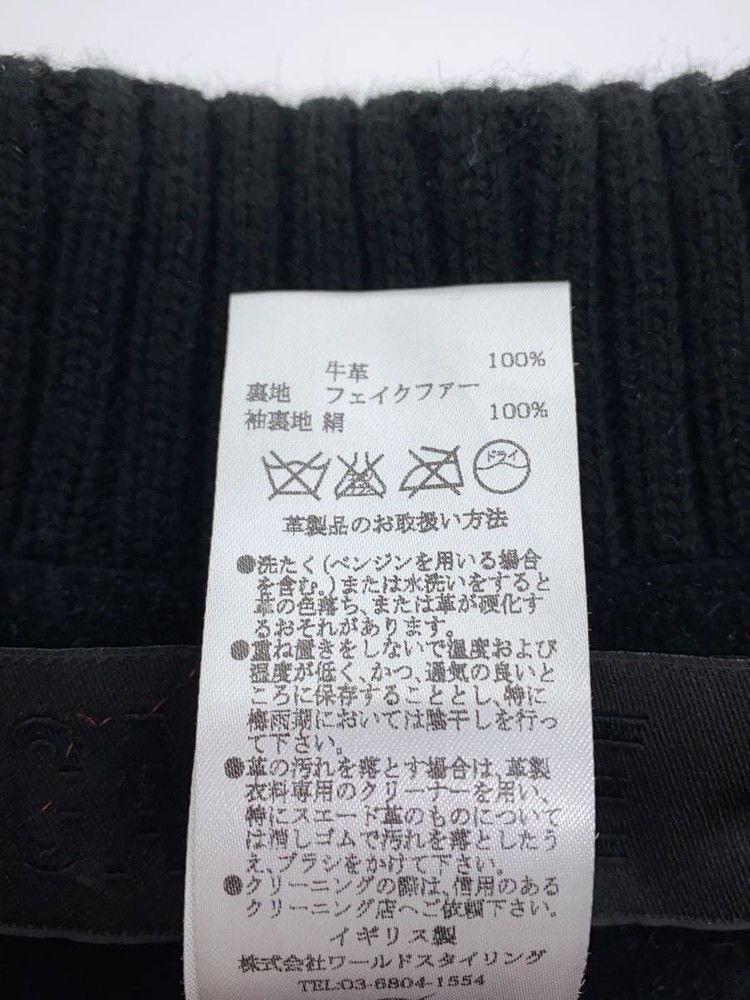 牛革 100%
裏地 フェイクファー
袖裏地 絹 100%
ドライ
革製品のお取扱い方法
●洗たく(ベンジンを用いる場合
を含む。)または水洗いをすると
革の色落ち、または革が硬化す
るおそれがあります。
●重ね置きをしないで温度および
湿度が低く、かつ、通気の良いと
ころに保存することとし、特に
梅雨期においては陰干しを行っ
て下さい。
●革の汚れを落とす場合は、革製
衣料専用のクリーナーを用い、
特にスエード革のものについて
は消しゴムで汚れを落としたう
え、ブラシをかけて下さい。
●クリーニングの際は、信用のある
クリーニング店へご依頼下さい。
イギリス製
株式会社ワールドスタイリング
TEL:03-6804-1554